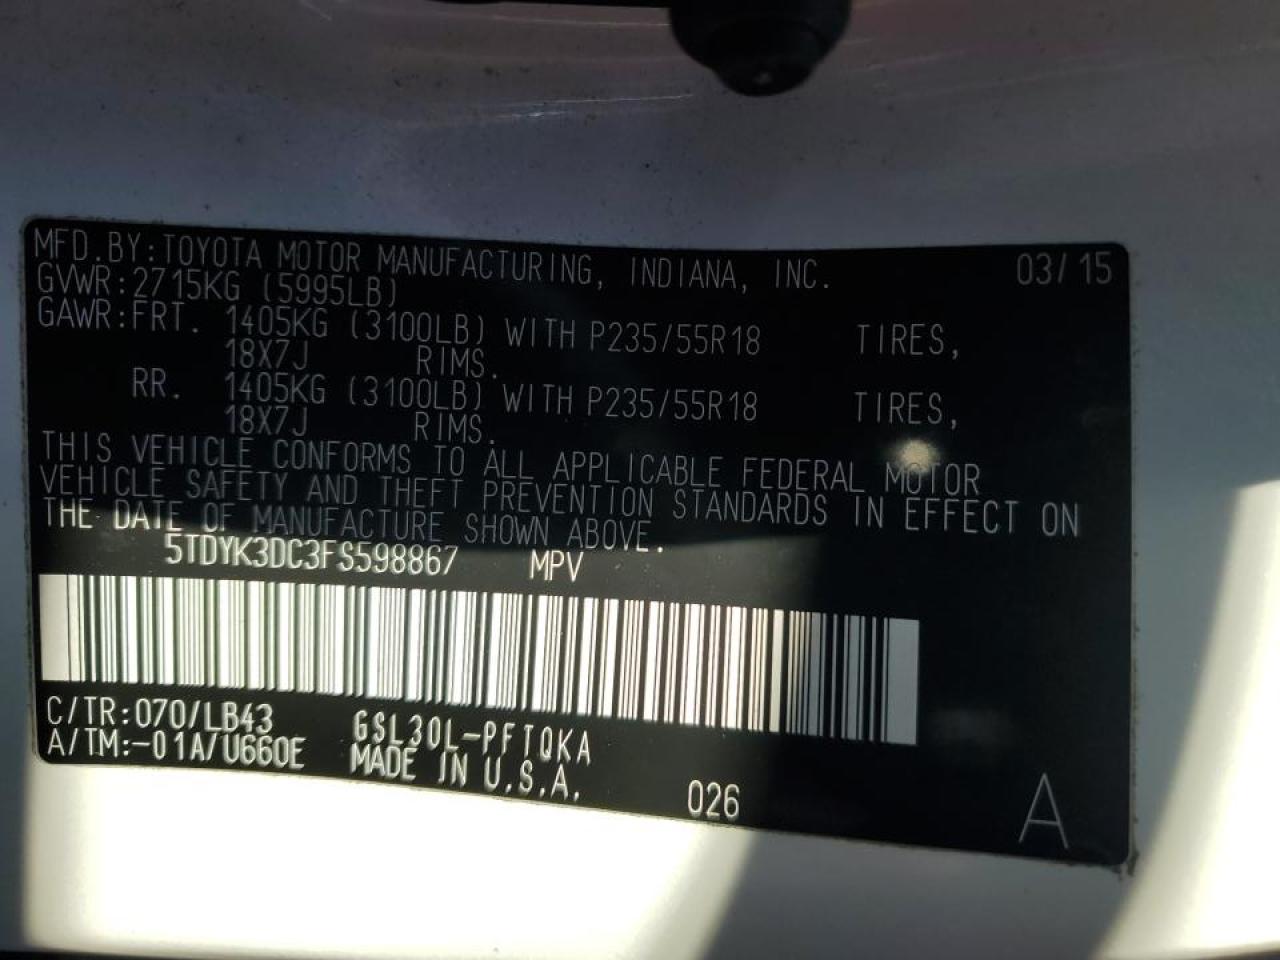 MFD.BY:TOYOTA MOTOR MANUFACTURING, INDIANA, INC. 03/15
GVWR:2715KG (5995LB)
GAWR:FRT. 1405KG (3100LB) WITH P235/55R18 TIRES,
18X7J RIMS.
RR. 1405KG (3100LB) WITH P235/55R18 TIRES,
18X7J RIMS.
THIS VEHICLE CONFORMS TO ALL APPLICABLE FEDERAL MOTOR
VEHICLE SAFETY AND THEFT PREVENTION STANDARDS IN EFFECT ON
THE DATE OF MANUFACTURE SHOWN ABOVE.
5TDYK3DC3FS598867 MPV
C/TR:070/LB43 GSL30L-PFTQKA
A/TM:-01A/U660E MADE IN U.S.A.
026
A